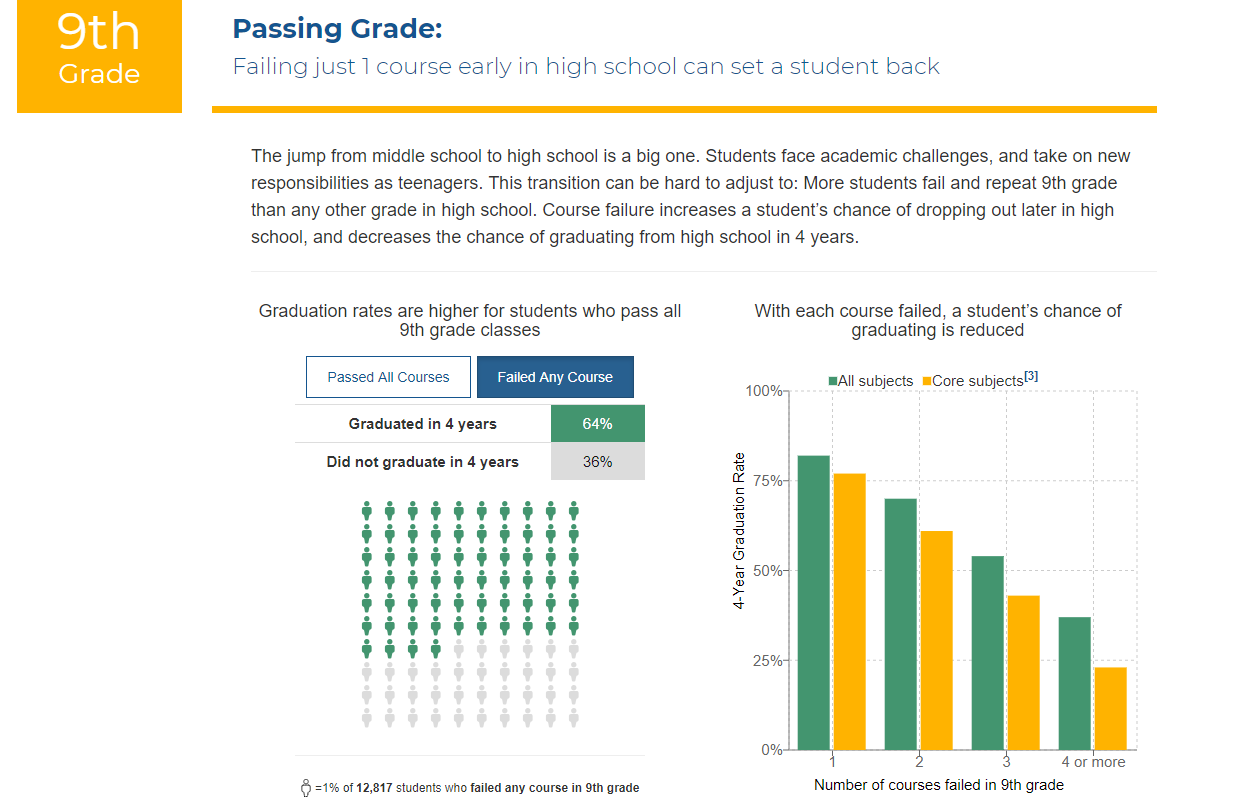 9th
Grade
Passing Grade:
Failing just 1 course early in high school can set a student back
The jump from middle school to high school is a big one. Students face academic challenges, and take on new
responsibilities as teenagers. This transition can be hard to adjust to: More students fail and repeat 9th grade
than any other grade in high school. Course failure increases a student’s chance of dropping out later in high
school, and decreases the chance of graduating from high school in 4 years.
Graduation rates are higher for students who pass all
9th grade classes
Passed All Courses
Failed Any Course
Graduated in 4 years 64%
Did not graduate in 4 years 36%
=1% of 12,817 students who failed any course in 9th grade
With each course failed, a student’s chance of
graduating is reduced
All subjects Core subjects[3]
4-Year Graduation Rate
100%
75%
50%
25%
0%
1 2 3 4 or more
Number of courses failed in 9th grade